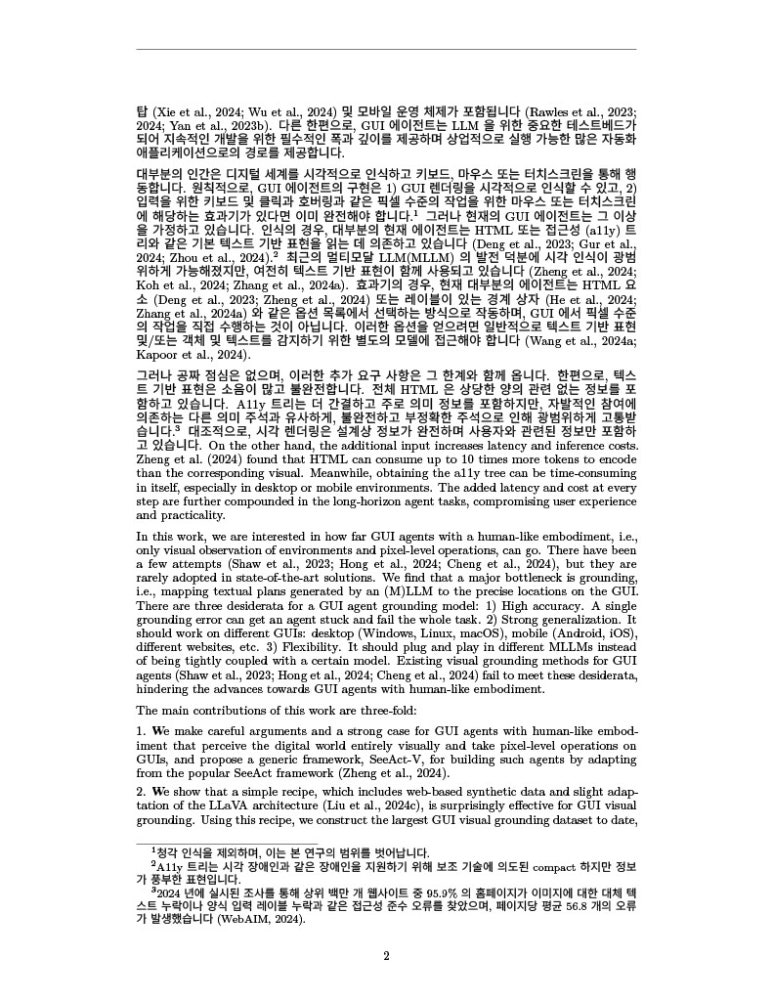 탑 (Xie et al., 2024; Wu et al., 2024) 및 모바일 운영 체제가 포함됩니다 (Rawles et al., 2023;
2024; Yan et al., 2023b). 다른 한편으로, GUI 에이전트는 LLM 을 위한 중요한 테스트베드가
되어 지속적인 개발을 위한 필수적인 폭과 깊이를 제공하며 상업적으로 실행 가능한 많은 자동화
애플리케이션으로의 경로를 제공합니다.
대부분의 인간은 디지털 세계를 시각적으로 인식하고 키보드, 마우스 또는 터치스크린을 통해 행
동합니다. 원칙적으로, GUI 에이전트의 구현은 1) GUI 렌더링을 시각적으로 인식할 수 있고, 2)
입력을 위한 키보드 및 클릭과 호버링과 같은 픽셀 수준의 작업을 위한 마우스 또는 터치스크린
에 해당하는 효과기가 있다면 이미 완전해야 합니다.1 그러나 현재의 GUI 에이전트는 그 이상
을 가정하고 있습니다. 인식의 경우, 대부분의 현재 에이전트는 HTML 또는 접근성 (a11y) 트
리와 같은 기본 텍스트 기반 표현을 읽는 데 의존하고 있습니다 (Deng et al., 2023; Gur et al.,
2024; Zhou et al., 2024).2 최근의 멀티모달 LLM(MLLM) 의 발전 덕분에 시각 인식이 광범
위하게 가능해졌지만, 여전히 텍스트 기반 표현이 함께 사용되고 있습니다 (Zheng et al., 2024;
Koh et al., 2024; Zhang et al., 2024a). 효과기의 경우, 현재 대부분의 에이전트는 HTML 요
소 (Deng et al., 2023; Zheng et al., 2024) 또는 레이블이 있는 경계 상자 (He et al., 2024;
Zhang et al., 2024a) 와 같은 옵션 목록에서 선택하는 방식으로 작동하며, GUI 에서 픽셀 수준
의 작업을 직접 수행하는 것이 아닙니다. 이러한 옵션을 얻으려면 일반적으로 텍스트 기반 표현
및/또는 객체 및 텍스트를 감지하기 위한 별도의 모델에 접근해야 합니다 (Wang et al., 2024a;
Kapoor et al., 2024).
그러나 공짜 점심은 없으며, 이러한 추가 요구 사항은 그 한계와 함께 옵니다. 한편으로, 텍스
트 기반 표현은 소음이 많고 불완전합니다. 전체 HTML 은 상당한 양의 관련 없는 정보를 포
함하고 있습니다. A11y 트리는 더 간결하고 주로 의미 정보를 포함하지만, 자발적인 참여에
의존하는 다른 의미 주석과 유사하게, 불완전하고 부정확한 주석으로 인해 광범위하게 고통받
습니다.3 대조적으로, 시각 렌더링은 설계상 정보가 완전하며 사용자와 관련된 정보만 포함하
고 있습니다. On the other hand, the additional input increases latency and inference costs.
Zheng et al. (2024) found that HTML can consume up to 10 times more tokens to encode
than the corresponding visual. Meanwhile, obtaining the a11y tree can be time-consuming
in itself, especially in desktop or mobile environments. The added latency and cost at every
step are further compounded in the long-horizon agent tasks, compromising user experience
and practicality.
In this work, we are interested in how far GUI agents with a human-like embodiment, i.e.,
only visual observation of environments and pixel-level operations, can go. There have been
a few attempts (Shaw et al., 2023; Hong et al., 2024; Cheng et al., 2024), but they are
rarely adopted in state-of-the-art solutions. We find that a major bottleneck is grounding,
i.e., mapping textual plans generated by an (M)LLM to the precise locations on the GUI.
There are three desiderata for a GUI agent grounding model: 1) High accuracy. A single
grounding error can get an agent stuck and fail the whole task. 2) Strong generalization. It
should work on different GUIs: desktop (Windows, Linux, macOS), mobile (Android, iOS),
different websites, etc. 3) Flexibility. It should plug and play in different MLLMs instead
of being tightly coupled with a certain model. Existing visual grounding methods for GUI
agents (Shaw et al., 2023; Hong et al., 2024; Cheng et al., 2024) fail to meet these desiderata,
hindering the advances towards GUI agents with human-like embodiment.
The main contributions of this work are three-fold:
1. We make careful arguments and a strong case for GUI agents with human-like embod-
iment that perceive the digital world entirely visually and take pixel-level operations on
GUIs, and propose a generic framework, SeeAct-V, for building such agents by adapting
from the popular SeeAct framework (Zheng et al., 2024).
2. We show that a simple recipe, which includes web-based synthetic data and slight adap-
tation of the LLaVA architecture (Liu et al., 2024c), is surprisingly effective for GUI visual
grounding. Using this recipe, we construct the largest GUI visual grounding dataset to date,
1청각 인식을 제외하며, 이는 본 연구의 범위를 벗어납니다.
2A11y 트리는 시각 장애인과 같은 장애인을 지원하기 위해 보조 기술에 의도된 compact 하지만 정보
가 풍부한 표현입니다.
32024 년에 실시된 조사를 통해 상위 백만 개 웹사이트 중 95.9% 의 홈페이지가 이미지에 대한 대체 텍
스트 누락이나 양식 입력 레이블 누락과 같은 접근성 준수 오류를 찾았으며, 페이지당 평균 56.8 개의 오류
가 발생했습니다 (WebAIM, 2024).
2